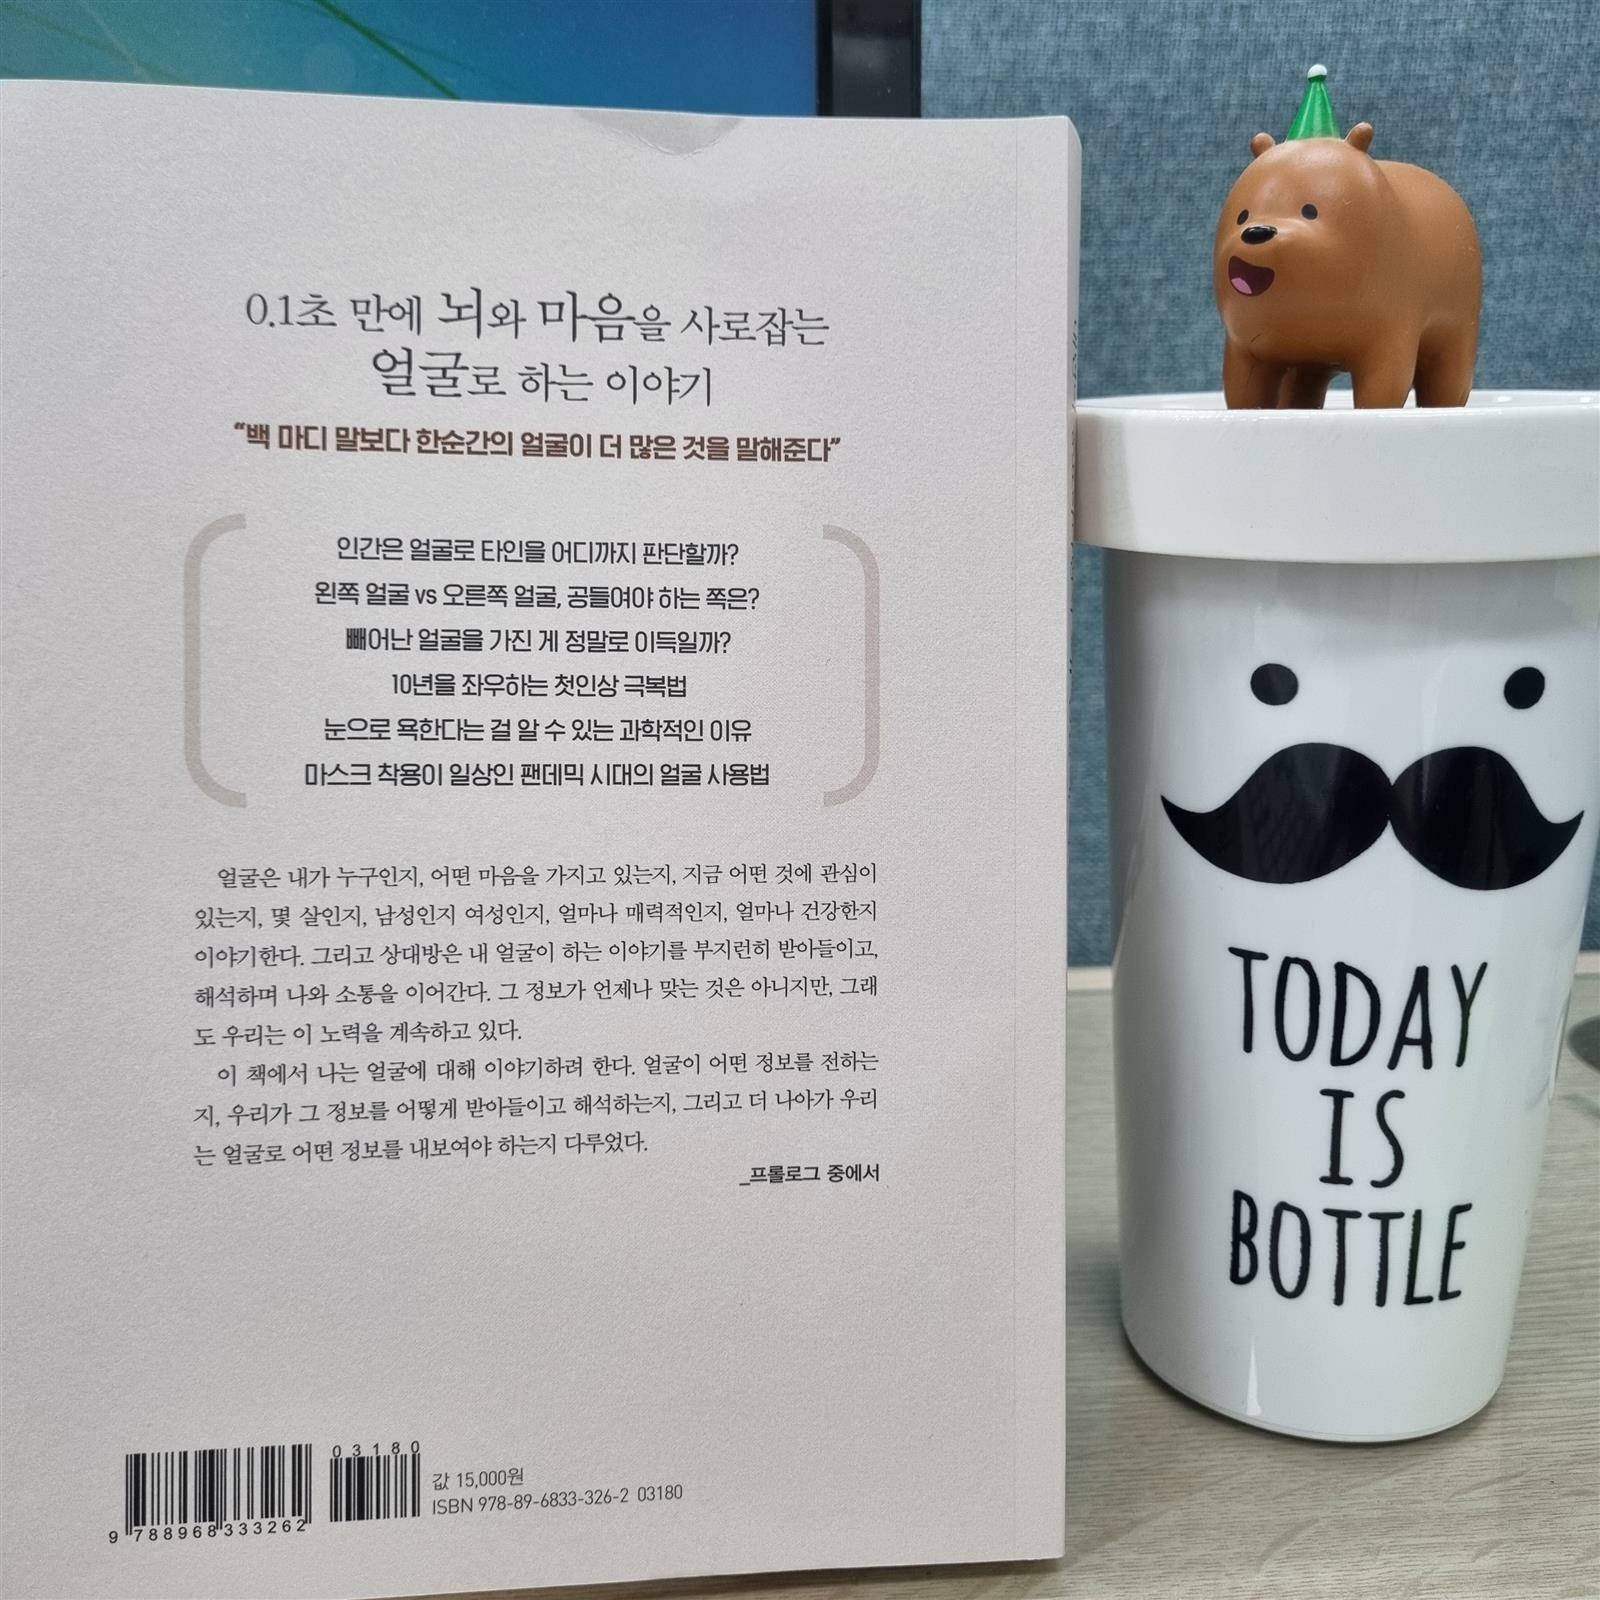 0.1초 만에 뇌와 마음을 사로잡는
얼굴로 하는 이야기
“백 마디 말보다 한순간의 얼굴이 더 많은 것을 말해준다”
인간은 얼굴로 타인을 어디까지 판단할까?
왼쪽 얼굴 vs 오른쪽 얼굴, 공들여야 하는 쪽은?
빼어난 얼굴을 가진 게 정말로 이득일까?
10년을 좌우하는 첫인상 극복법
눈으로 욕한다는 걸 알 수 있는 과학적인 이유
마스크 착용이 일상인 팬데믹 시대의 얼굴 사용법
얼굴은 내가 누구인지, 어떤 마음을 가지고 있는지, 지금 어떤 것에 관심이
있는지, 몇 살인지, 남성인지 여성인지, 얼마나 매력적인지, 얼마나 건강한지
이야기한다. 그리고 상대방은 내 얼굴이 하는 이야기를 부지런히 받아들이고,
해석하며 나와 소통을 이어간다. 그 정보가 언제나 맞는 것은 아니지만, 그래
도 우리는 이 노력을 계속하고 있다.
이 책에서 나는 얼굴에 대해 이야기하려 한다. 얼굴이 어떤 정보를 전하는
지, 우리가 그 정보를 어떻게 받아들이고 해석하는지, 그리고 더 나아가 우리
는 얼굴로 어떤 정보를 내보여야 하는지 다루었다.
_프롤로그 중에서
03180
값 15,000원
ISBN 978-89-6833-326-2 03180
9 788968 333262
TODAY
IS
BOTTLE